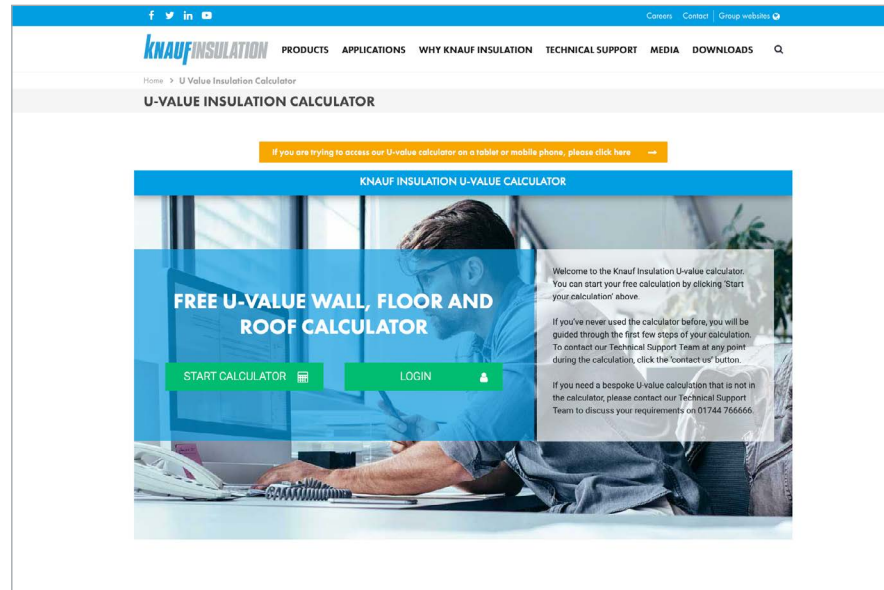 Careers Contact Group websites
KNAUFINSULATION PRODUCTS APPLICATIONS WHY KNAUF INSULATION TECHNICAL SUPPORT MEDIA DOWNLOADS
Home > U Value Insulation Calculator
U-VALUE INSULATION CALCULATOR
If you are trying to access our U-value calculator on a tablet or mobile phone, please click here
KNAUF INSULATION U-VALUE CALCULATOR
FREE U-VALUE WALL, FLOOR AND
ROOF CALCULATOR
START CALCULATOR
LOGIN
Welcome to the Knauf Insulation U-value calculator.
You can start your free calculation by clicking 'Start
your calculation' above.
If you've never used the calculator before, you will be
guided through the first few steps of your calculation.
To contact our Technical Support Team at any point
during the calculation, click the 'contact us' button.
If you need a bespoke U-value calculation that is not in
the calculator, please contact our Technical Support
Team to discuss your requirements on 01744 766666.